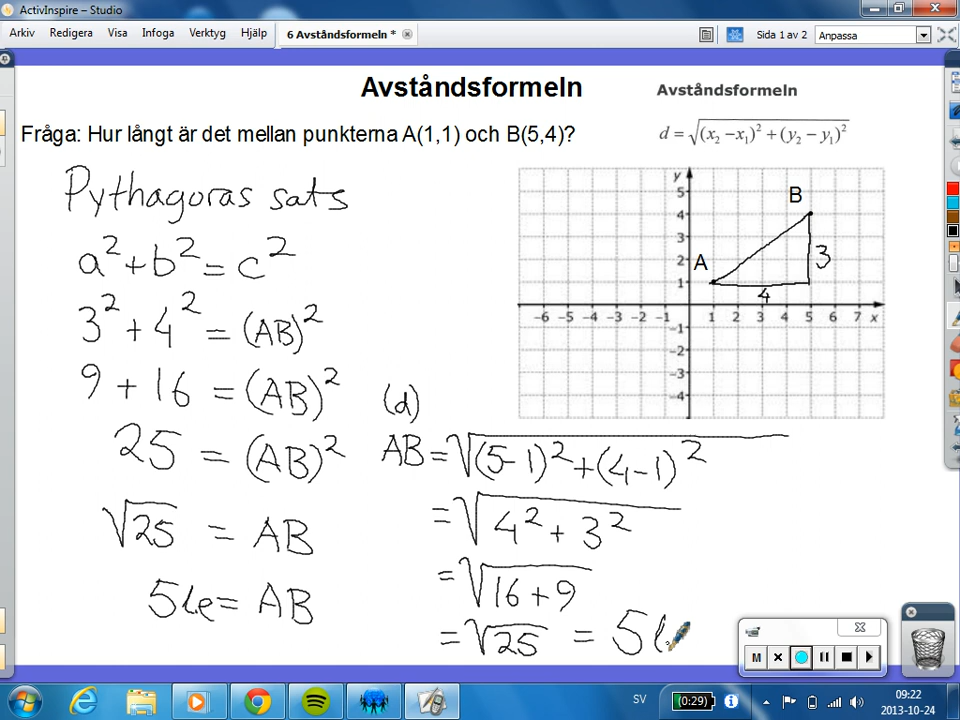 ActivInspire – Studio
Arkiv Redigera Visa Infoga Verktyg Hjälp 6 Avståndsformeln * Sida 1 av 2 Anpassa
Avståndsformeln
Avståndsformeln
Fråga: Hur långt är det mellan punkterna A(1,1) och B(5,4)?
d = √((x₂ – x₁)² + (y₂ – y₁)²)
Pythagoras sats
a² + b² = c²
3² + 4² = (AB)²
9 + 16 = (AB)²
25 = (AB)²
√25 = AB
5 le = AB
y
5
4
3
2
1
–6 –5 –4 –3 –2 –1 1 2 3 4 5 6 7 x
–1
–2
–3
–4
A
B
3
4
(d)
AB = √((5–1)² + (4–1)²)
= √(4² + 3²)
= √(16 + 9)
= √25 = 5 l
M
SV (0:29) 09:22
2013-10-24